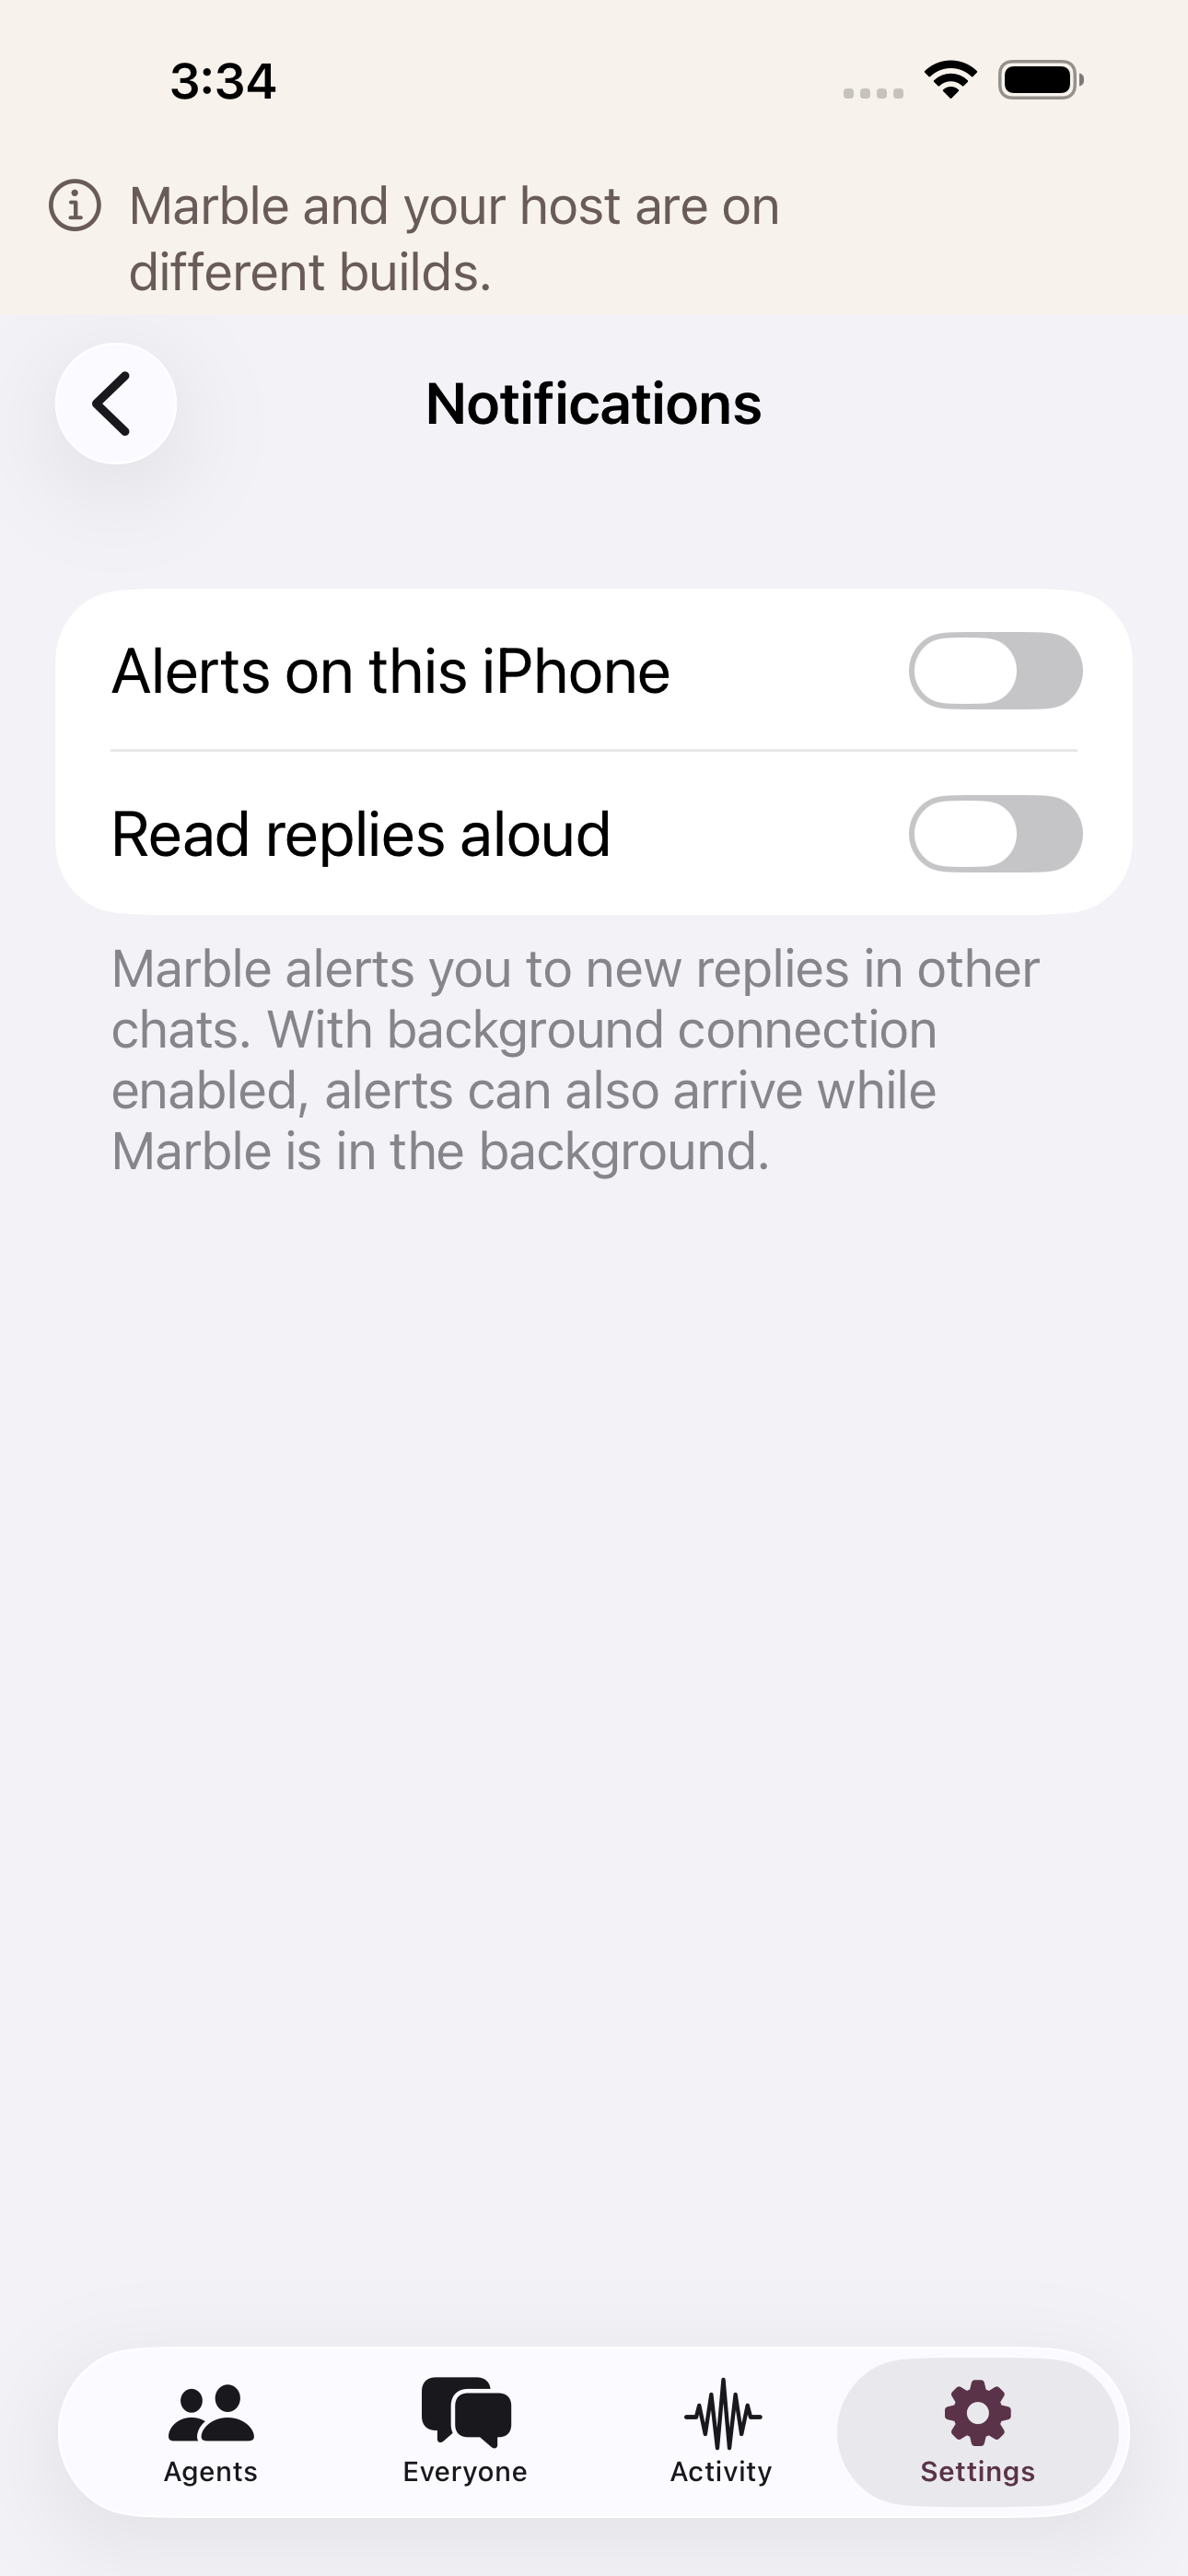 3:34
Marble and your host are on
different builds.
Notifications
Alerts on this iPhone
Read replies aloud
Marble alerts you to new replies in other
chats. With background connection
enabled, alerts can also arrive while
Marble is in the background.
Agents
Everyone
Activity
Settings